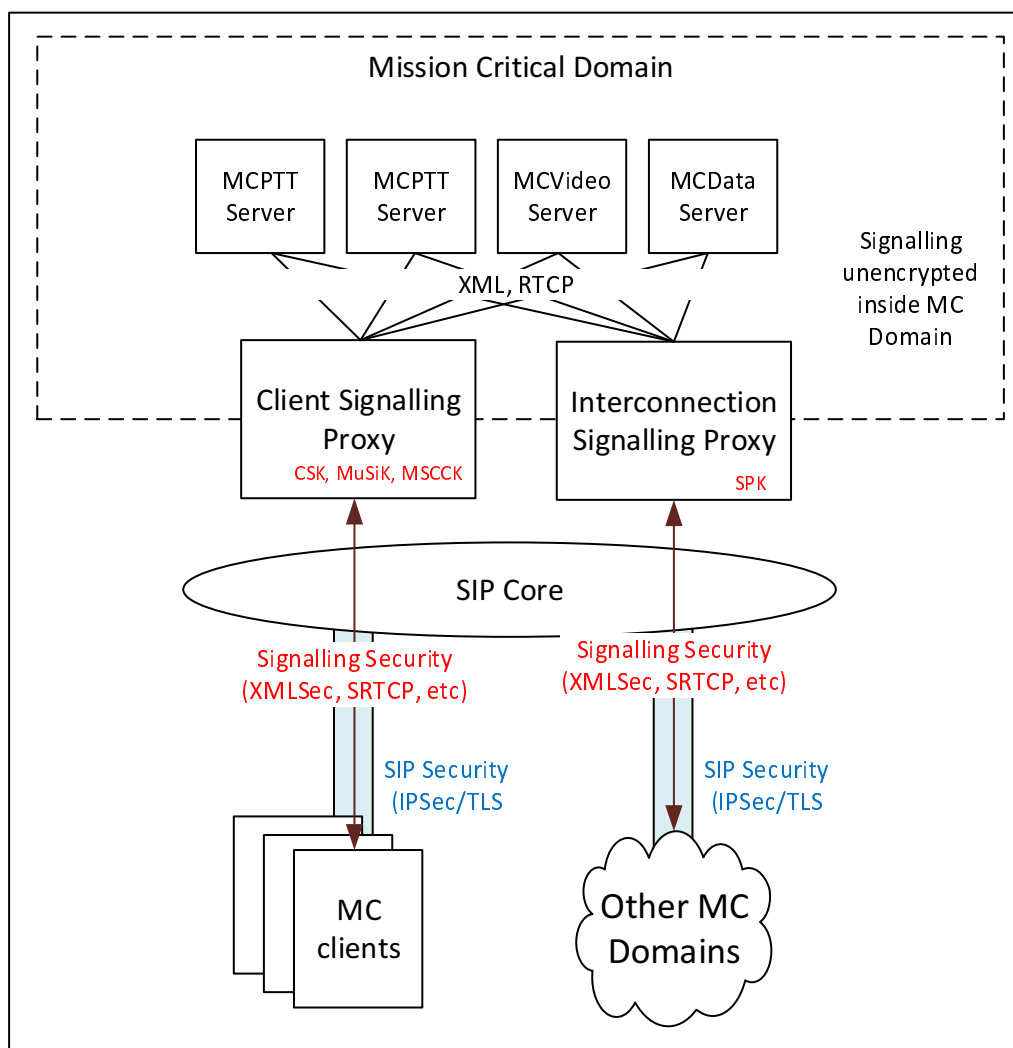 Mission Critical Domain
MCPTT
Server
MCPTT
Server
MCVideo
Server
MCData
Server
Signalling
unencrypted
inside MC
Domain
XML, RTCP
Client Signalling
Proxy
CSK, MuSiK, MSCCK
Interconnection
Signalling Proxy
SPK
SIP Core
Signalling Security
(XMLSec, SRTCP, etc)
Signalling Security
(XMLSec, SRTCP, etc)
SIP Security
(IPSec/TLS
SIP Security
(IPSec/TLS
MC
clients
Other MC
Domains